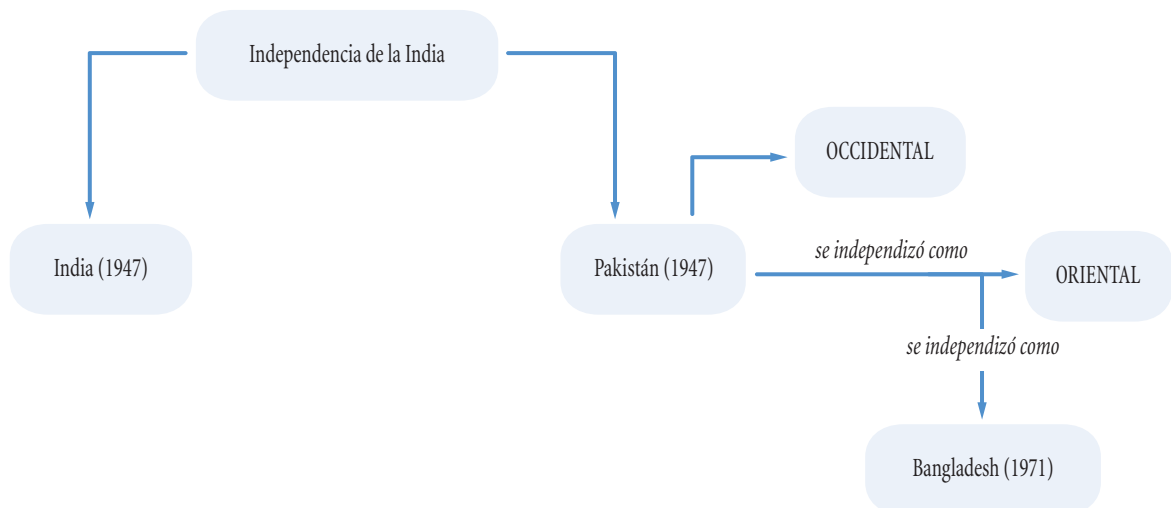 Independencia de la India
OCCIDENTAL
India (1947)
Pakistán (1947)
se independizó como
ORIENTAL
se independizó como
Bangladesh (1971)